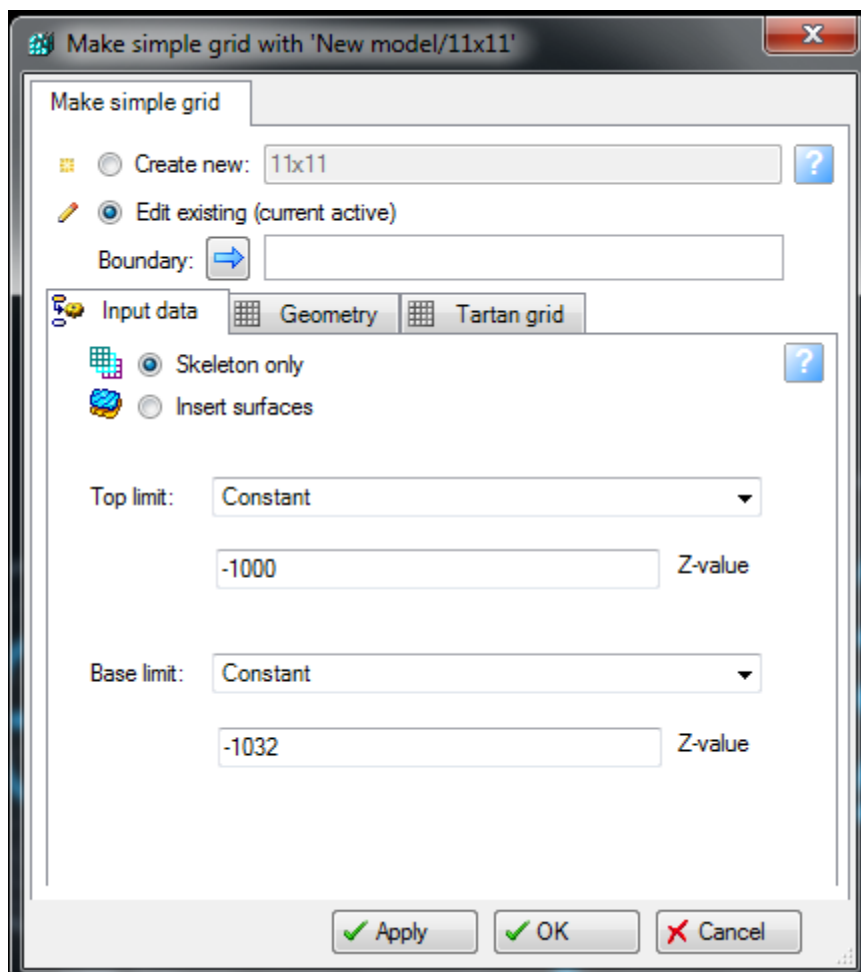 Make simple grid with 'New model/11x11'
Make simple grid
Create new: 11x11 ?
Edit existing (current active)
Boundary:
Input data Geometry Tartan grid
Skeleton only ?
Insert surfaces
Top limit: Constant
-1000 Z-value
Base limit: Constant
-1032 Z-value
Apply OK Cancel